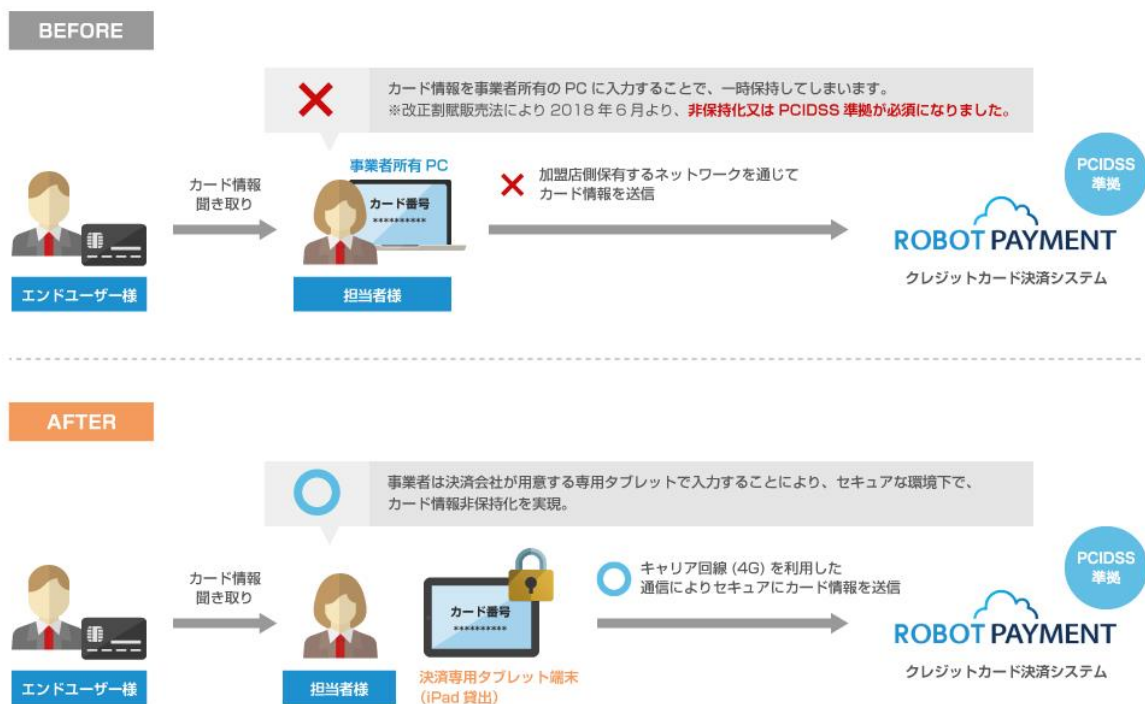 BEFORE
カード情報を事業者所有の PC に入力することで、一時保持してしまいます。
※改正割賦販売法により 2018 年 6 月より、非保持化又は PCIDSS 準拠が必須になりました。
事業者所有 PC
カード情報
聞き取り
カード番号
**********
加盟店側保有するネットワークを通じて
カード情報を送信
PCIDSS
準拠
ROBOT PAYMENT
クレジットカード決済システム
エンドユーザー様
担当者様
AFTER
事業者は決済会社が用意する専用タブレットで入力することにより、セキュアな環境下で、
カード情報非保持化を実現。
カード情報
聞き取り
カード番号
**********
キャリア回線 (4G) を利用した
通信によりセキュアにカード情報を送信
PCIDSS
準拠
ROBOT PAYMENT
クレジットカード決済システム
エンドユーザー様
担当者様
決済専用タブレット端末
(iPad 貸出)